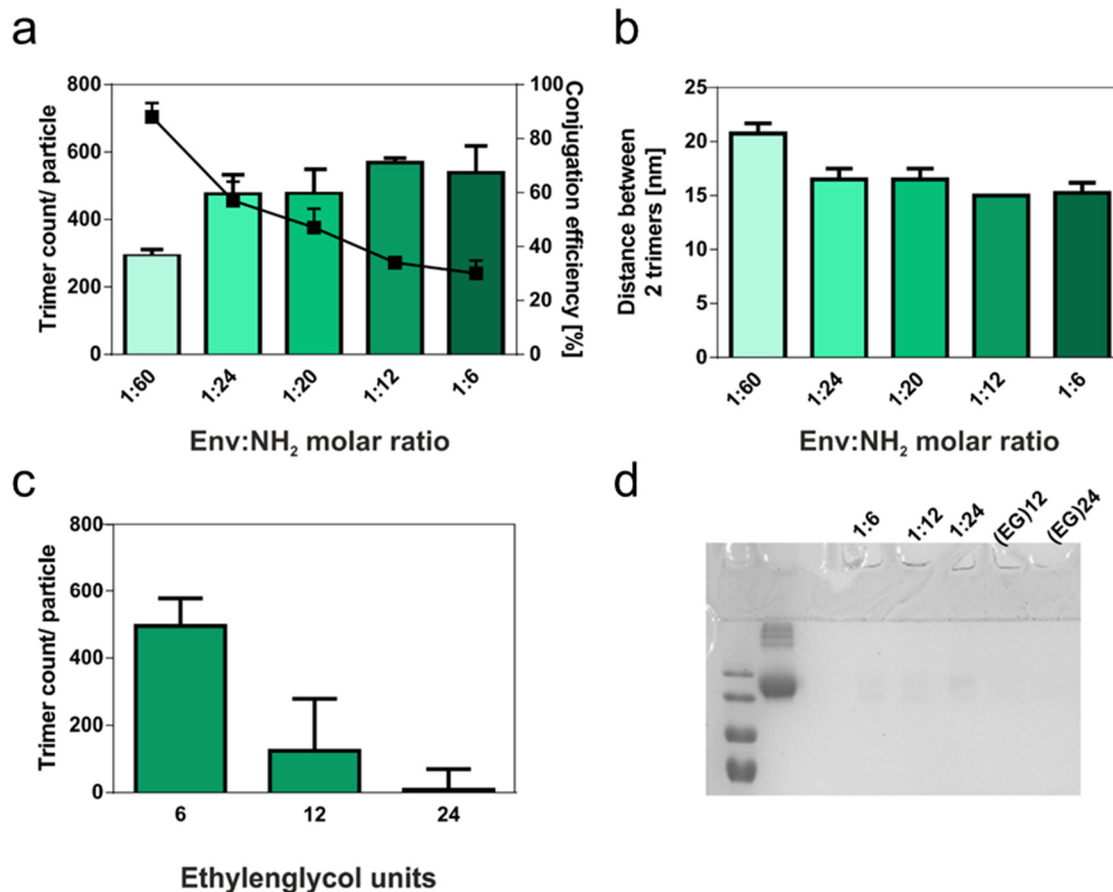 a
Trimer count/ particle
800
600
400
200
0
100
80
60
40
20
0
Conjugation efficiency [%]
1:60
1:24
1:20
1:12
1:6
Env:NH₂ molar ratio
b
Distance between
2 trimers [nm]
25
20
15
10
5
0
1:60
1:24
1:20
1:12
1:6
Env:NH₂ molar ratio
c
Trimer count/ particle
800
600
400
200
0
6
12
24
Ethylenglycol units
d
1:6
1:12
1:24
(EG)12
(EG)24